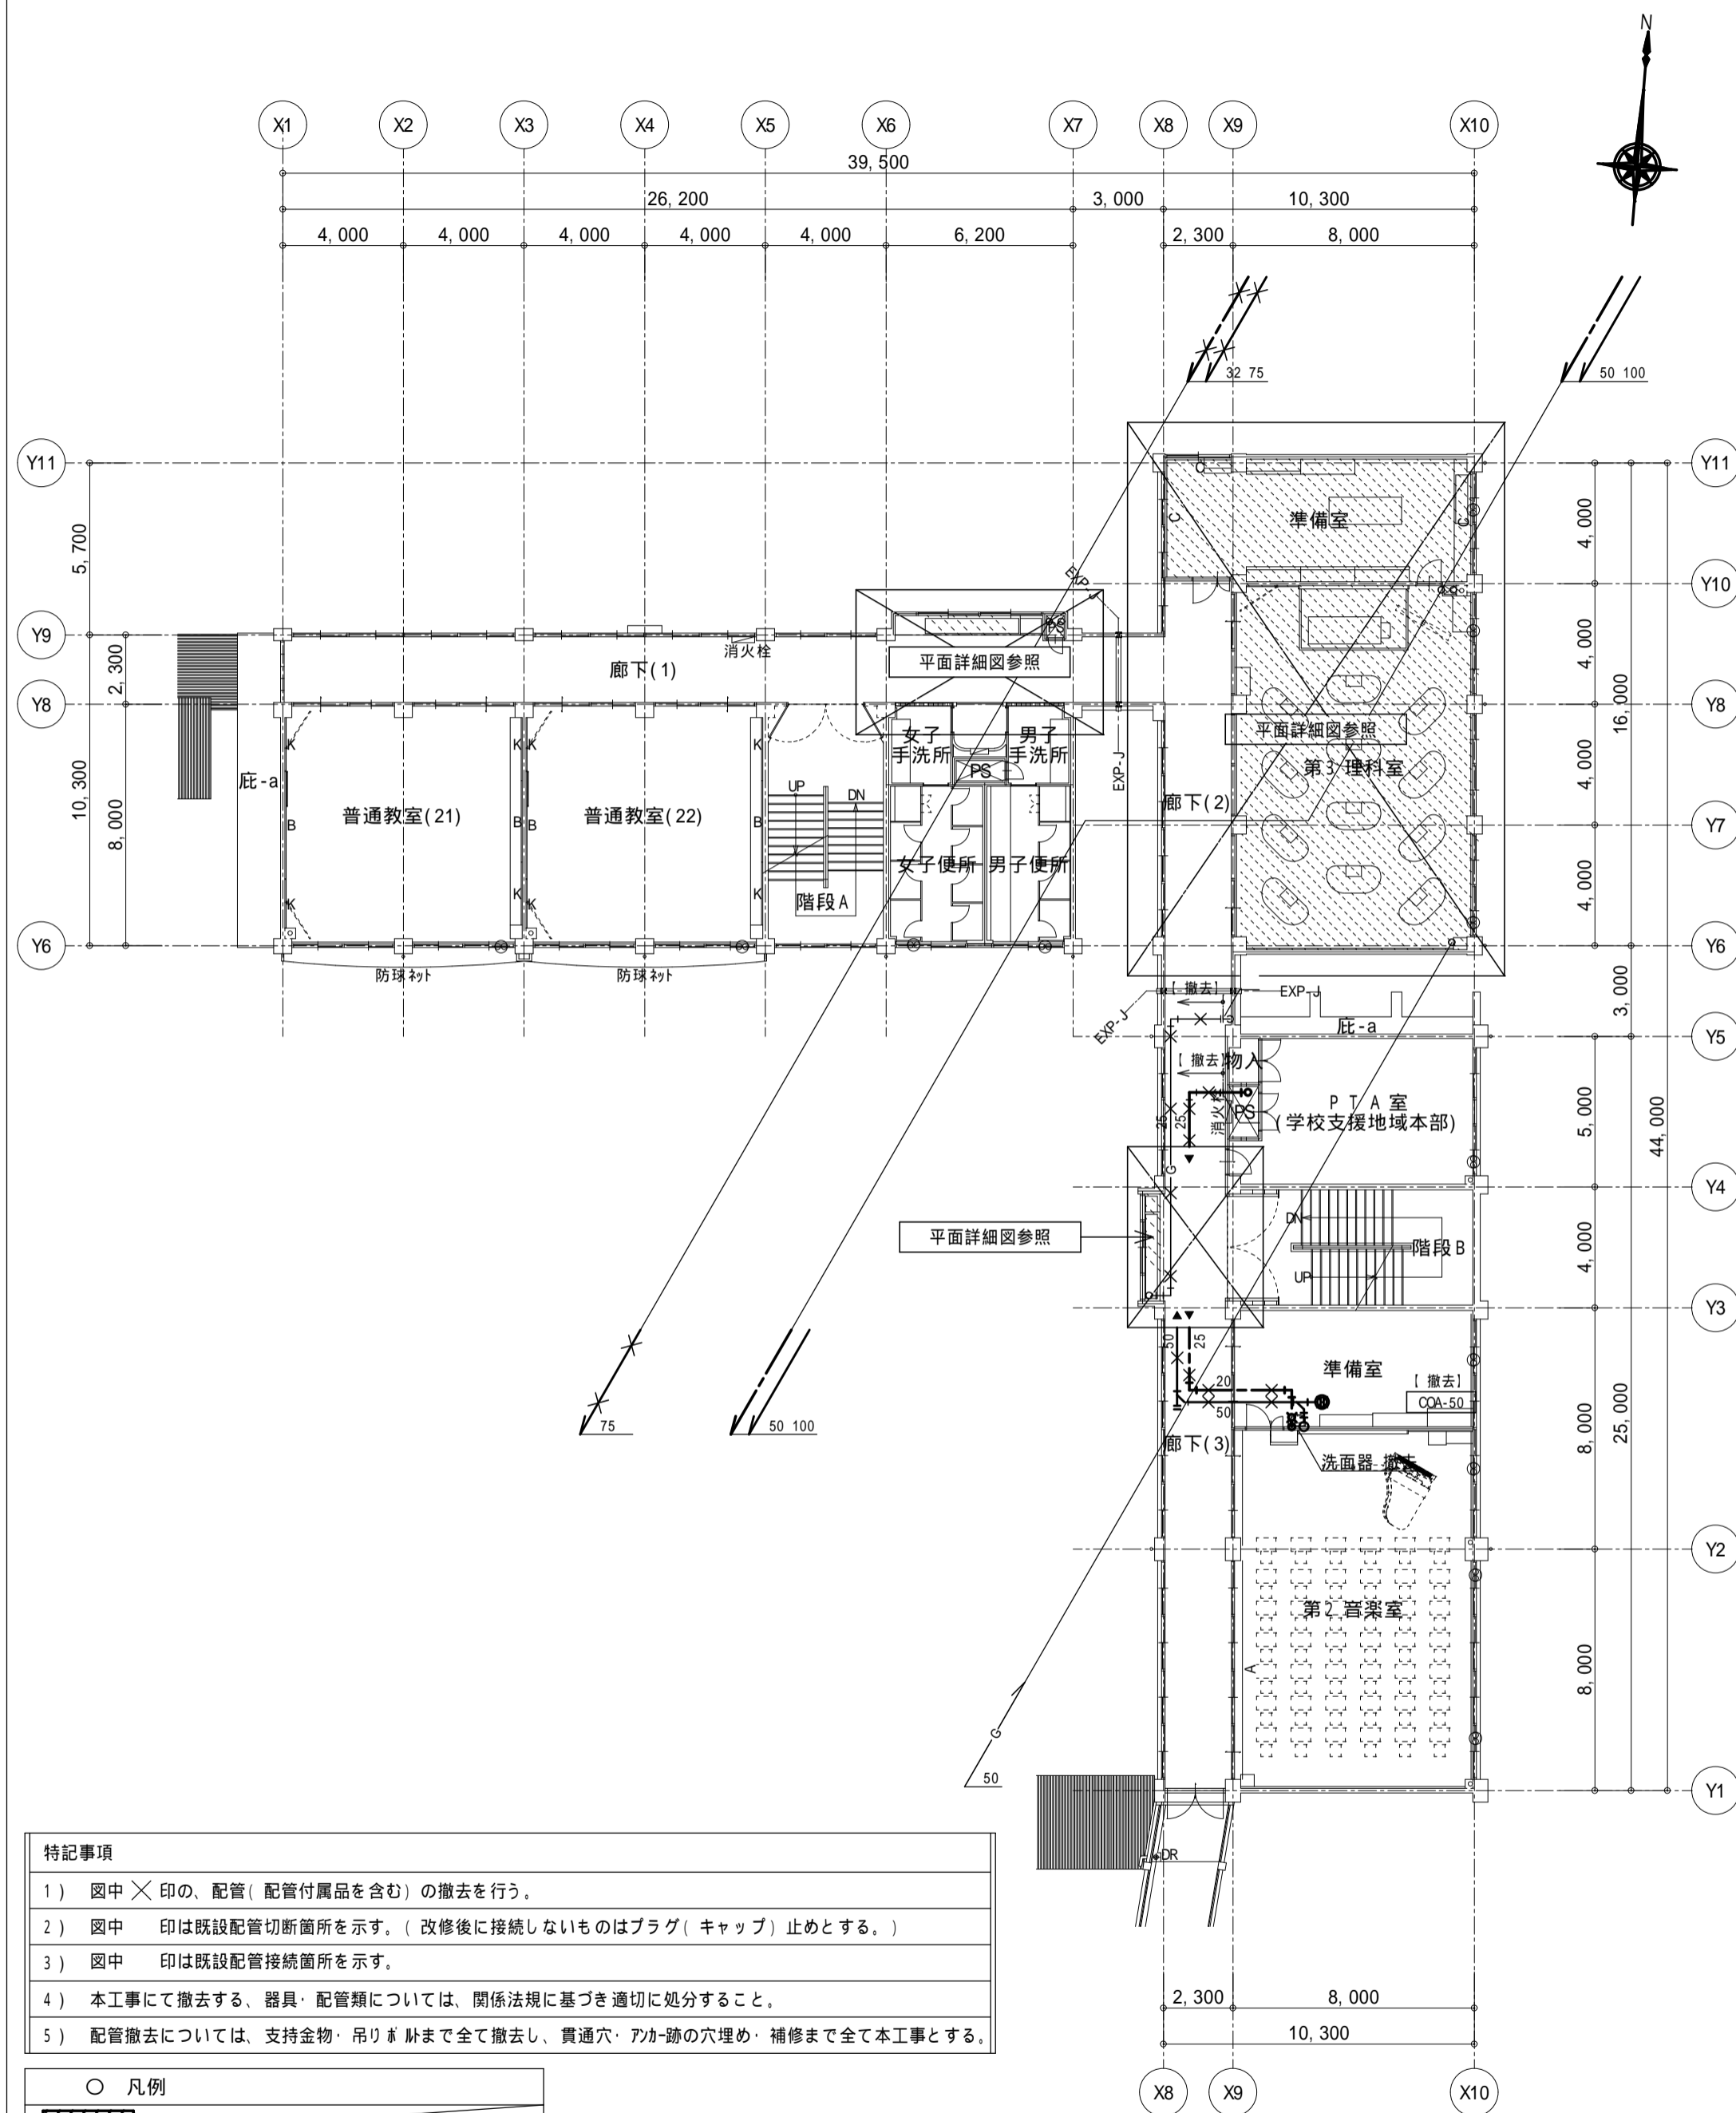 N
X1 X2 X3 X4 X5 X6 X7 X8 X9 X10
39,500
26,200 3,000 10,300
4,000 4,000 4,000 4,000 4,000 6,200 2,300 8,000
32 75
50 100
Y11
Y11
準備室
C
C
4,000
5,700
EXP-J
Y10
Y9
消火栓
平面詳細図参照
廊下(1)
4,000
2,300
Y8
Y8
16,000
女子
手洗所
男子
手洗所
平面詳細図参照
PS
第3 理科室
EXP-J
庇-a
K K K K
UP
DN
廊下(2)
4,000
10,300
8,000
普通教室(21)
普通教室(22)
B B B B
Y7
女子便所
男子便所
K K K K
階段A
4,000
Y6
Y6
防球ネット
防球ネット
【撤去】
EXP-J
EXP-J
庇-a
3,000
Y5
【撤去】
物入
消火栓
PS
25
25
PTA室
(学校支援地域本部)
5,000
44,000
G
Y4
平面詳細図参照
DN
階段B
UP
4,000
Y3
50
25
準備室
20
50
【撤去】
COA-50
75
50 100
廊下(3)
洗面器 撤去
8,000
25,000
Y2
第2 音楽室
A
8,000
G
50
Y1
DR
特記事項
1) 図中 ╳ 印の、配管(配管付属品を含む)の撤去を行う。
2) 図中 印は既設配管切断箇所を示す。(改修後に接続しないものはプラグ(キャップ)止めとする。)
3) 図中 印は既設配管接続箇所を示す。
4) 本工事にて撤去する、器具・配管類については、関係法規に基づき適切に処分すること。
5) 配管撤去については、支持金物・吊りボルトまで全て撤去し、貫通穴・アンカー跡の穴埋め・補修まで全て本工事とする。
2,300 8,000
10,300
○ 凡例
X8 X9 X10